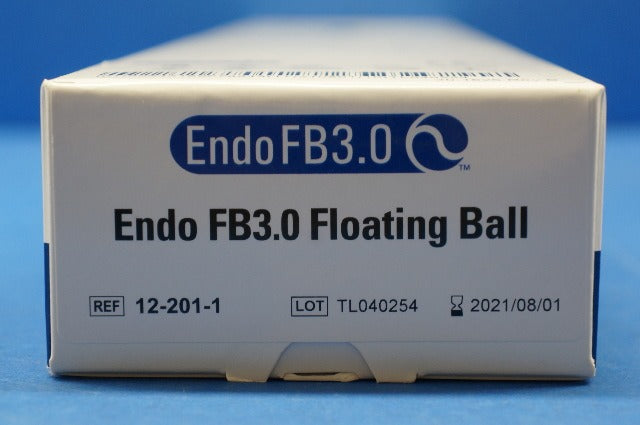 EndoFB3.0 ™
Endo FB3.0 Floating Ball
REF 12-201-1 LOT TL040254 2021/08/01